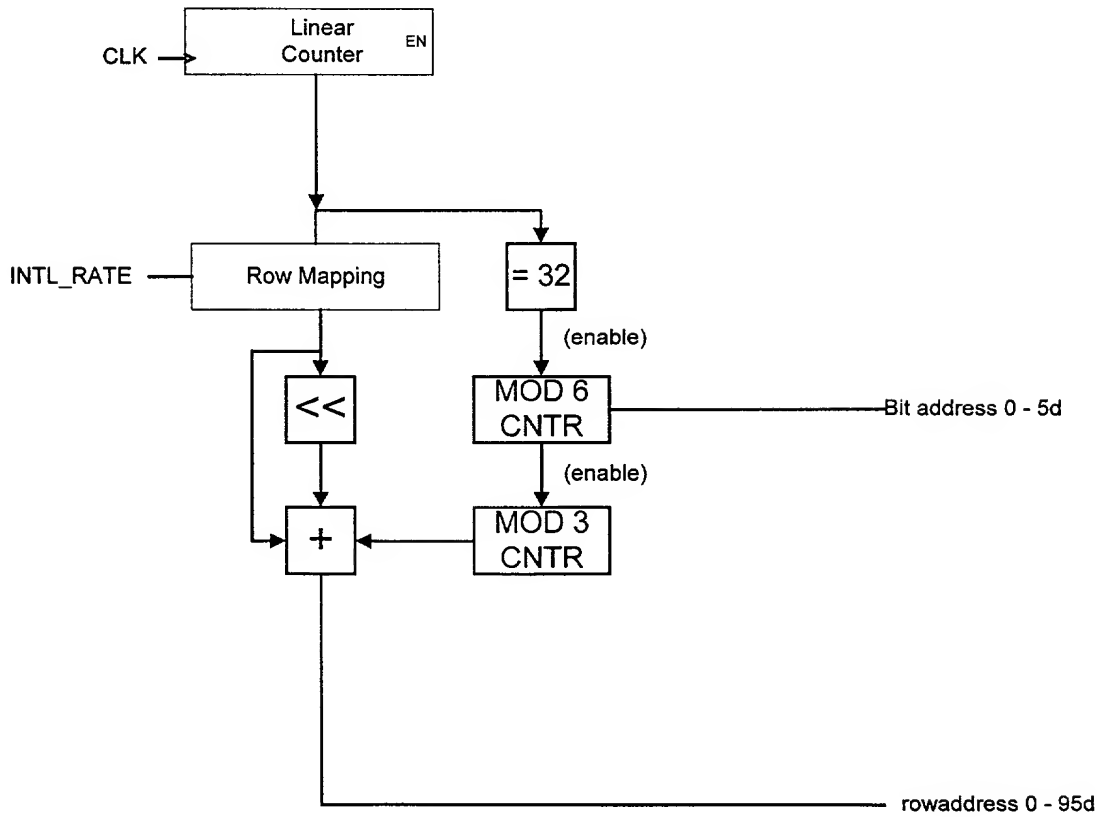 Linear
Counter
EN
CLK
INTL_RATE
Row Mapping
= 32
(enable)
<<
MOD 6
CNTR
Bit address 0 - 5d
(enable)
+
MOD 3
CNTR
rowaddress 0 - 95d